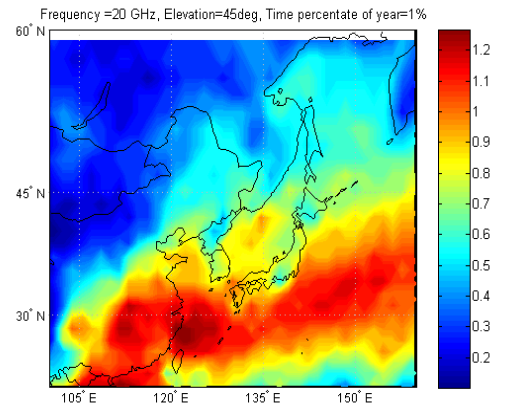 Frequency =20 GHz, Elevation=45deg, Time percentage of year=1%
60° N
45° N
30° N
105° E
120° E
135° E
150° E
1.2
1.1
1
0.9
0.8
0.7
0.6
0.5
0.4
0.3
0.2